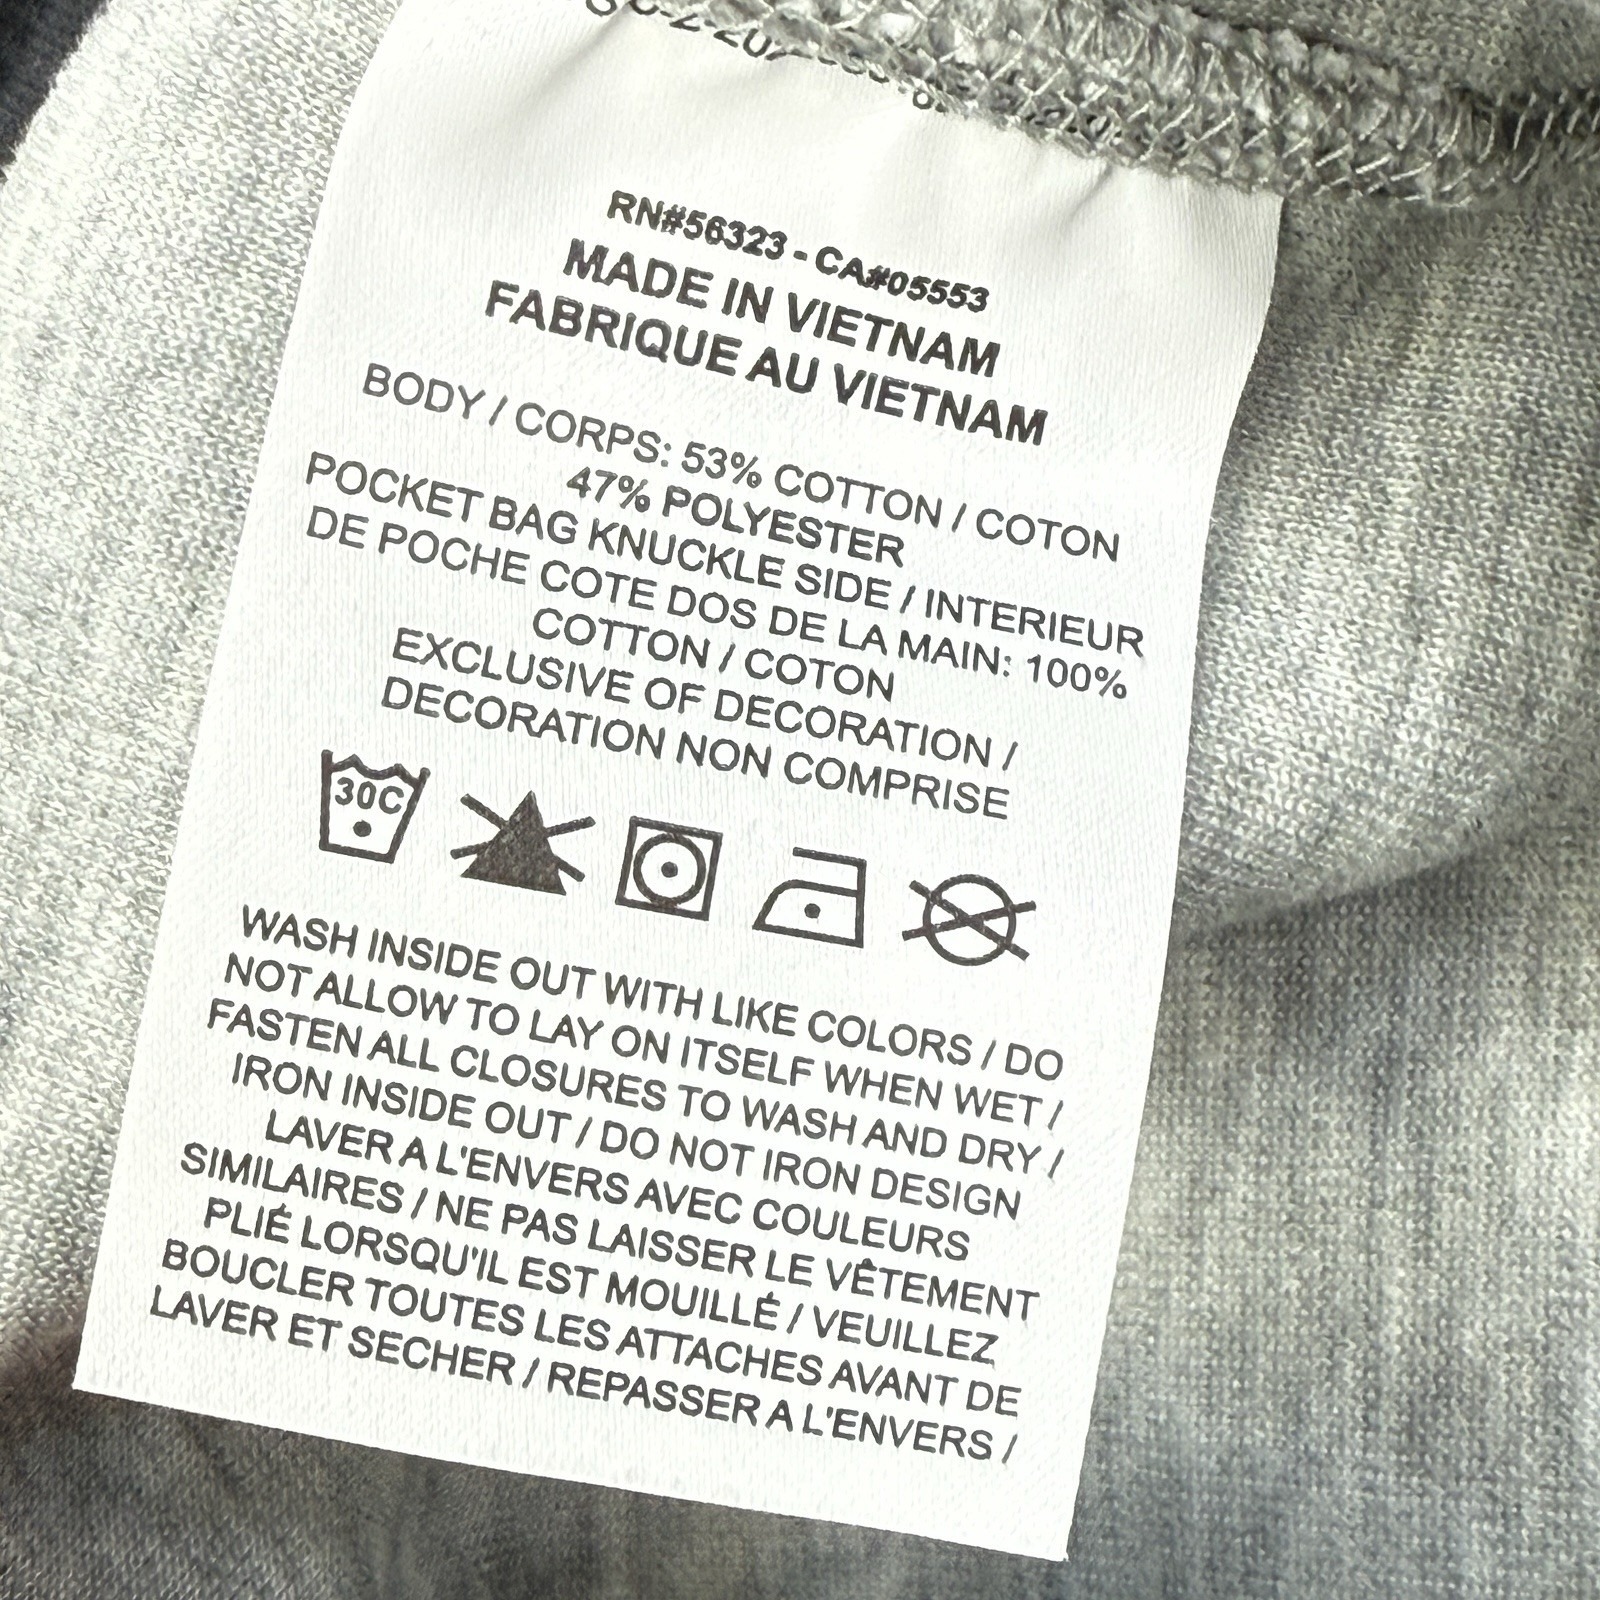 RN#56323 - CA#05553
MADE IN VIETNAM
FABRIQUE AU VIETNAM
BODY / CORPS: 53% COTTON / COTON
47% POLYESTER
POCKET BAG KNUCKLE SIDE / INTERIEUR
DE POCHE COTE DOS DE LA MAIN: 100%
COTTON / COTON
EXCLUSIVE OF DECORATION /
DECORATION NON COMPRISE
30C
WASH INSIDE OUT WITH LIKE COLORS / DO
NOT ALLOW TO LAY ON ITSELF WHEN WET /
FASTEN ALL CLOSURES TO WASH AND DRY /
IRON INSIDE OUT / DO NOT IRON DESIGN
LAVER A L'ENVERS AVEC COULEURS
SIMILAIRES / NE PAS LAISSER LE VÊTEMENT
PLIÉ LORSQU'IL EST MOUILLÉ / VEUILLEZ
BOUCLER TOUTES LES ATTACHES AVANT DE
LAVER ET SECHER / REPASSER A L'ENVERS /